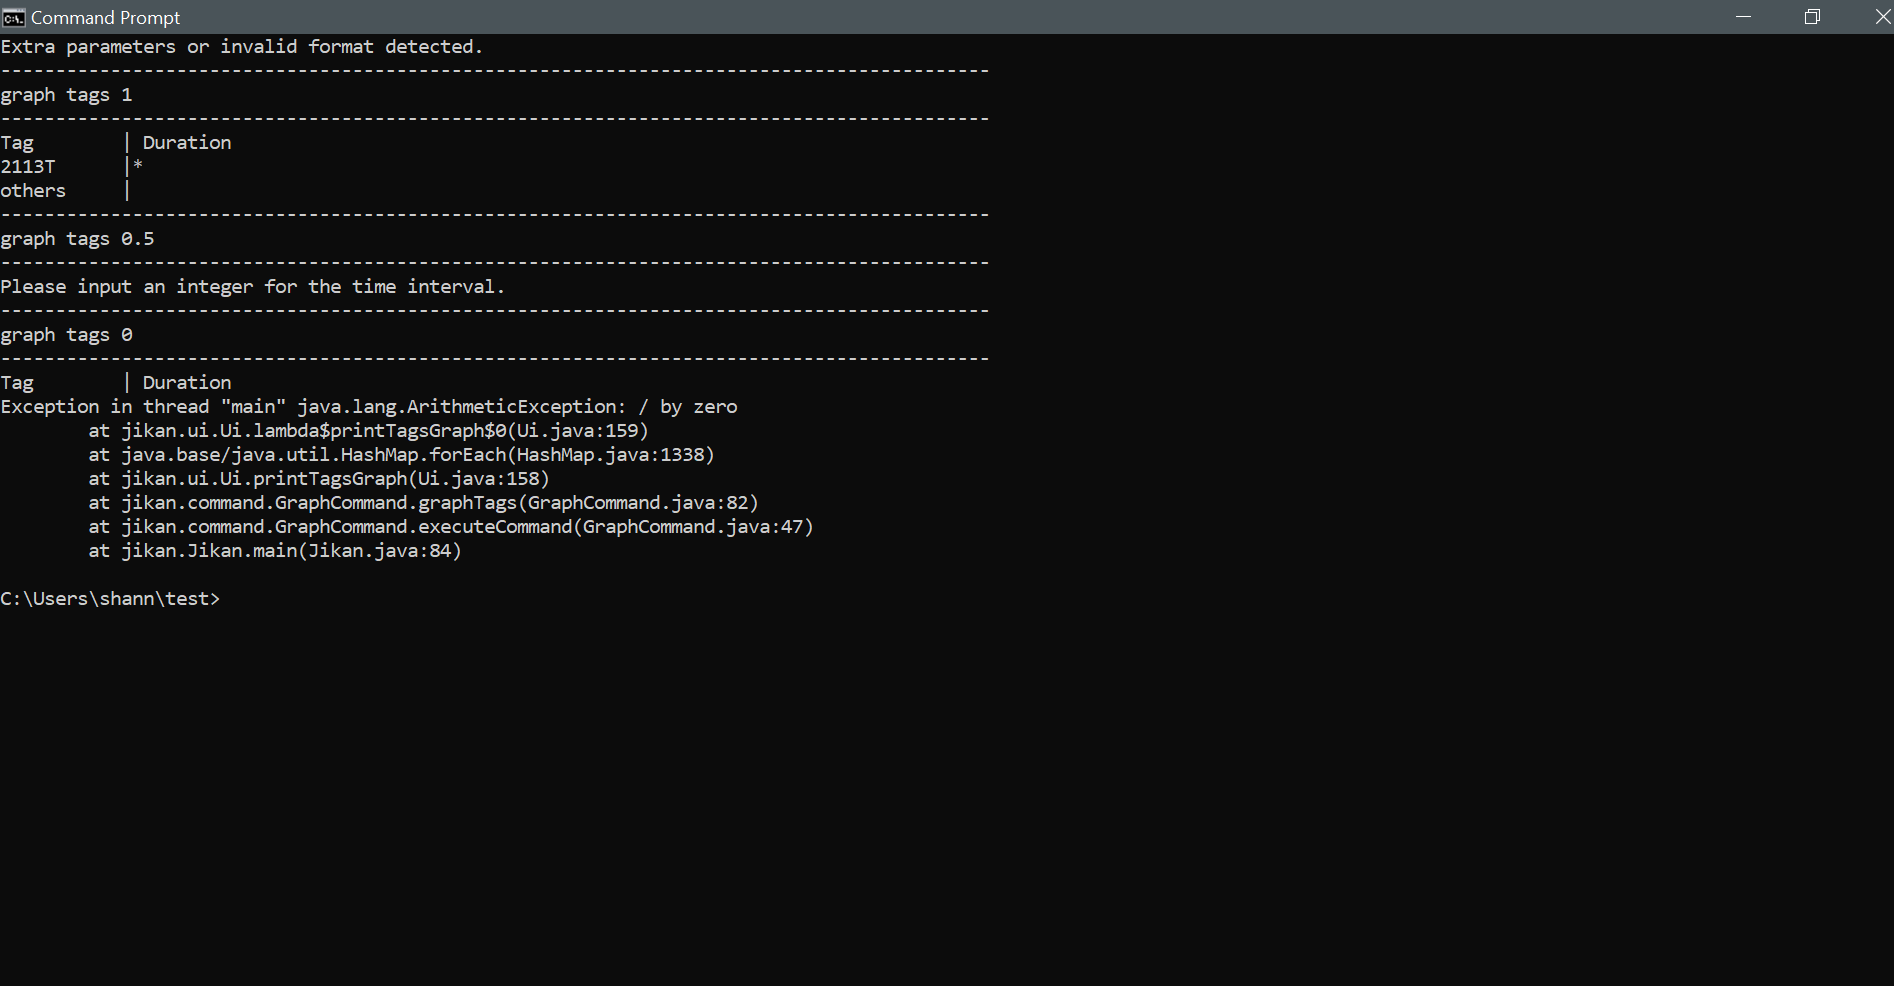 Command Prompt
Extra parameters or invalid format detected.
------------------------------------------------------------------------------------------
graph tags 1
------------------------------------------------------------------------------------------
Tag        | Duration
2113T      |*
others     |
------------------------------------------------------------------------------------------
graph tags 0.5
------------------------------------------------------------------------------------------
Please input an integer for the time interval.
------------------------------------------------------------------------------------------
graph tags 0
------------------------------------------------------------------------------------------
Tag        | Duration
Exception in thread "main" java.lang.ArithmeticException: / by zero
        at jikan.ui.Ui.lambda$printTagsGraph$0(Ui.java:159)
        at java.base/java.util.HashMap.forEach(HashMap.java:1338)
        at jikan.ui.Ui.printTagsGraph(Ui.java:158)
        at jikan.command.GraphCommand.graphTags(GraphCommand.java:82)
        at jikan.command.GraphCommand.executeCommand(GraphCommand.java:47)
        at jikan.Jikan.main(Jikan.java:84)
C:\Users\shann\test>